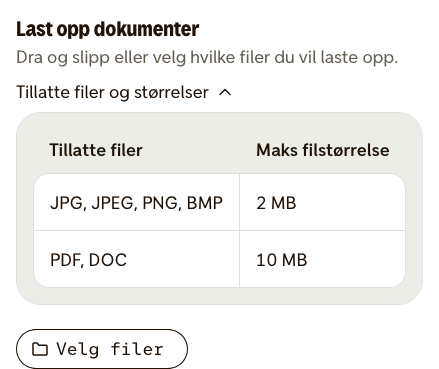 Last opp dokumenter
Dra og slipp eller velg hvilke filer du vil laste opp.
Tillatte filer og størrelser
Tillatte filer Maks filstørrelse
JPG, JPEG, PNG, BMP 2 MB
PDF, DOC 10 MB
Velg filer